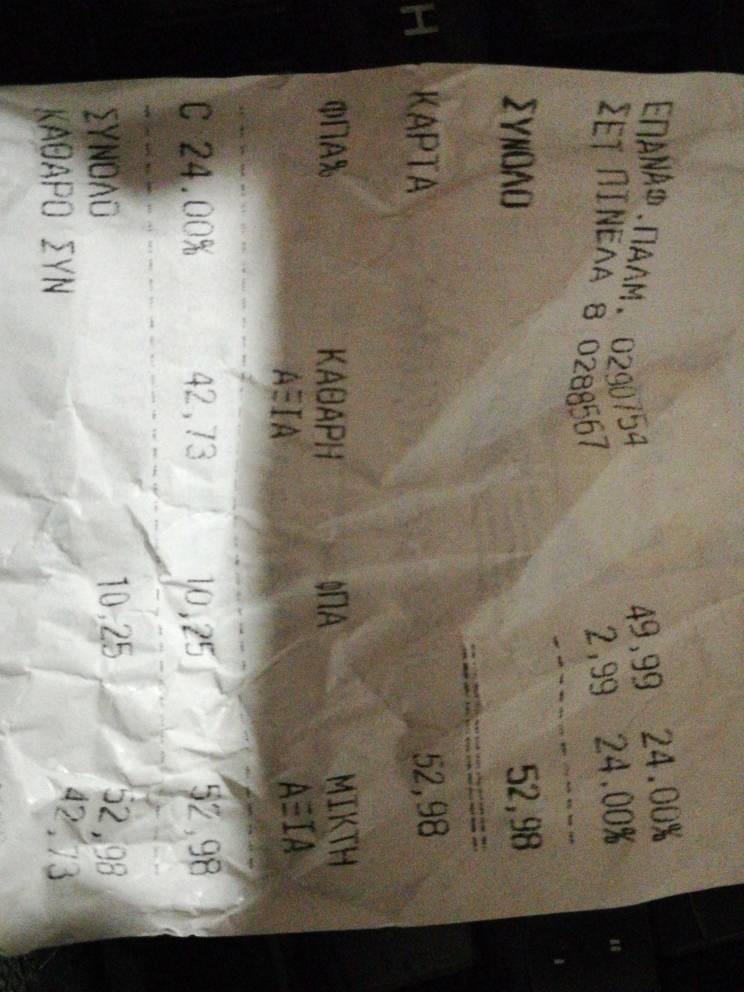 ΕΠΑΝΑΦ.ΠΑΛΜ. 0290754 49,99 24.00%
ΣΕΤ ΠΙΝΕΛΑ 8 0288567 2,99 24.00%
ΣΥΝΟΛΟ 52,98
ΚΑΡΤΑ 52,98
ΦΠΑ% ΚΑΘΑΡΗ ΦΠΑ ΜΙΚΤΗ
ΑΞΙΑ ΑΞΙΑ
C 24.00% 42,73 10,25 52,98
ΣΥΝΟΛΟ 10,25 52,98
ΚΑΘΑΡΟ ΣΥΝ 42,73
H